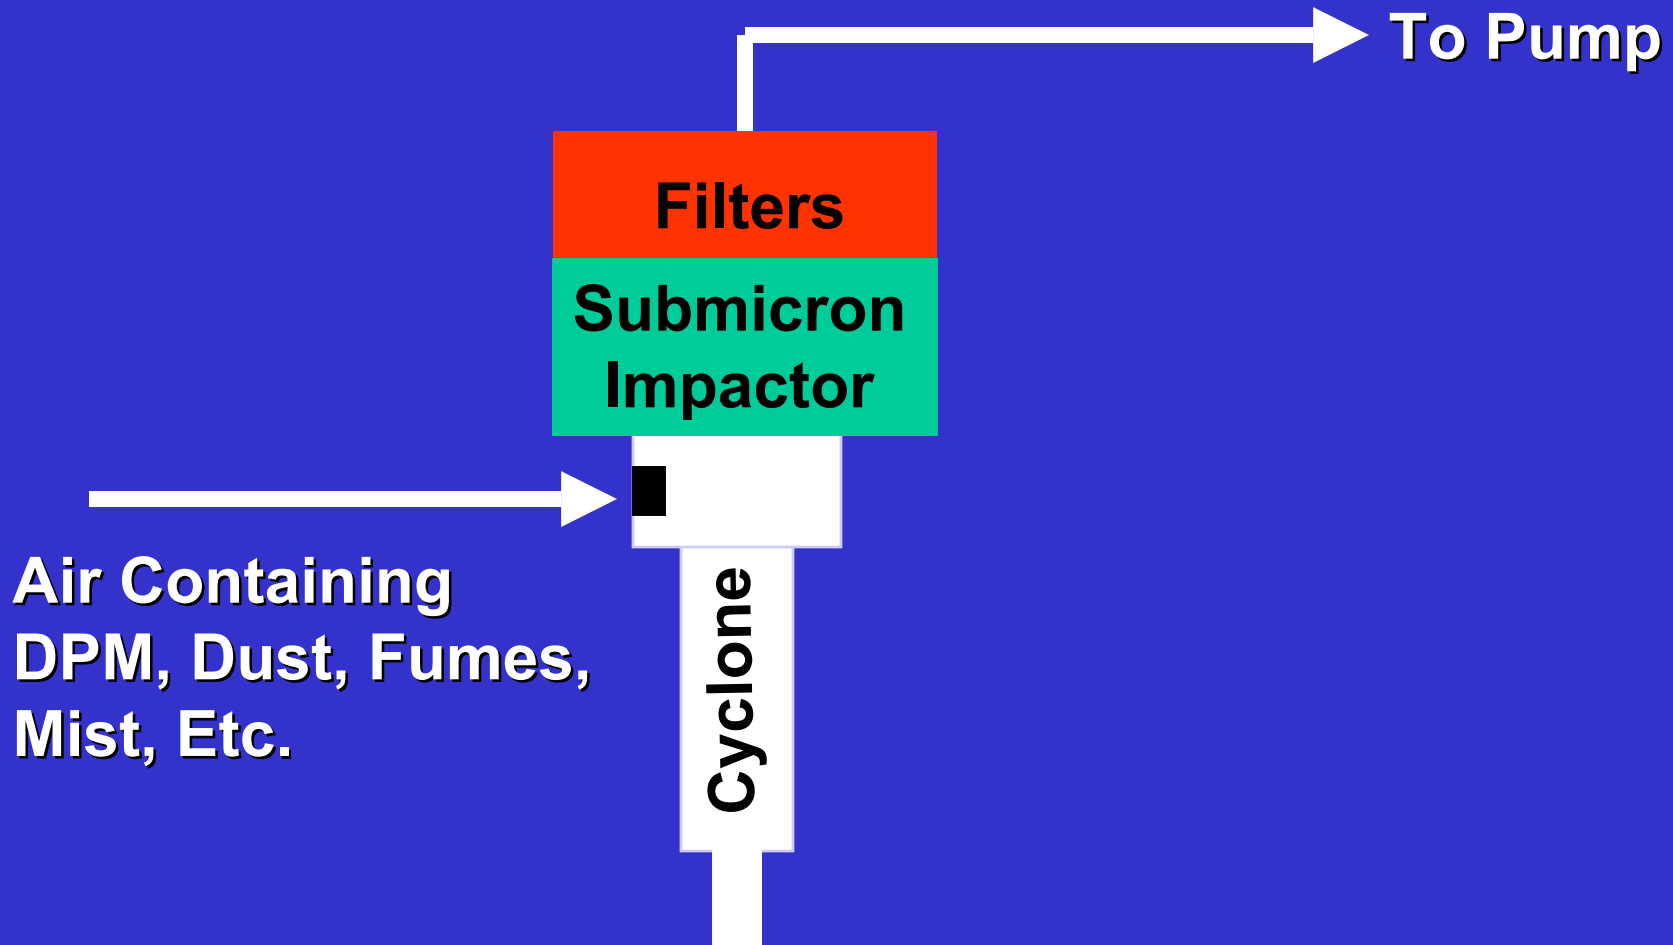 To Pump
Filters
Submicron
Impactor
Air Containing
DPM, Dust, Fumes,
Mist, Etc.
Cyclone